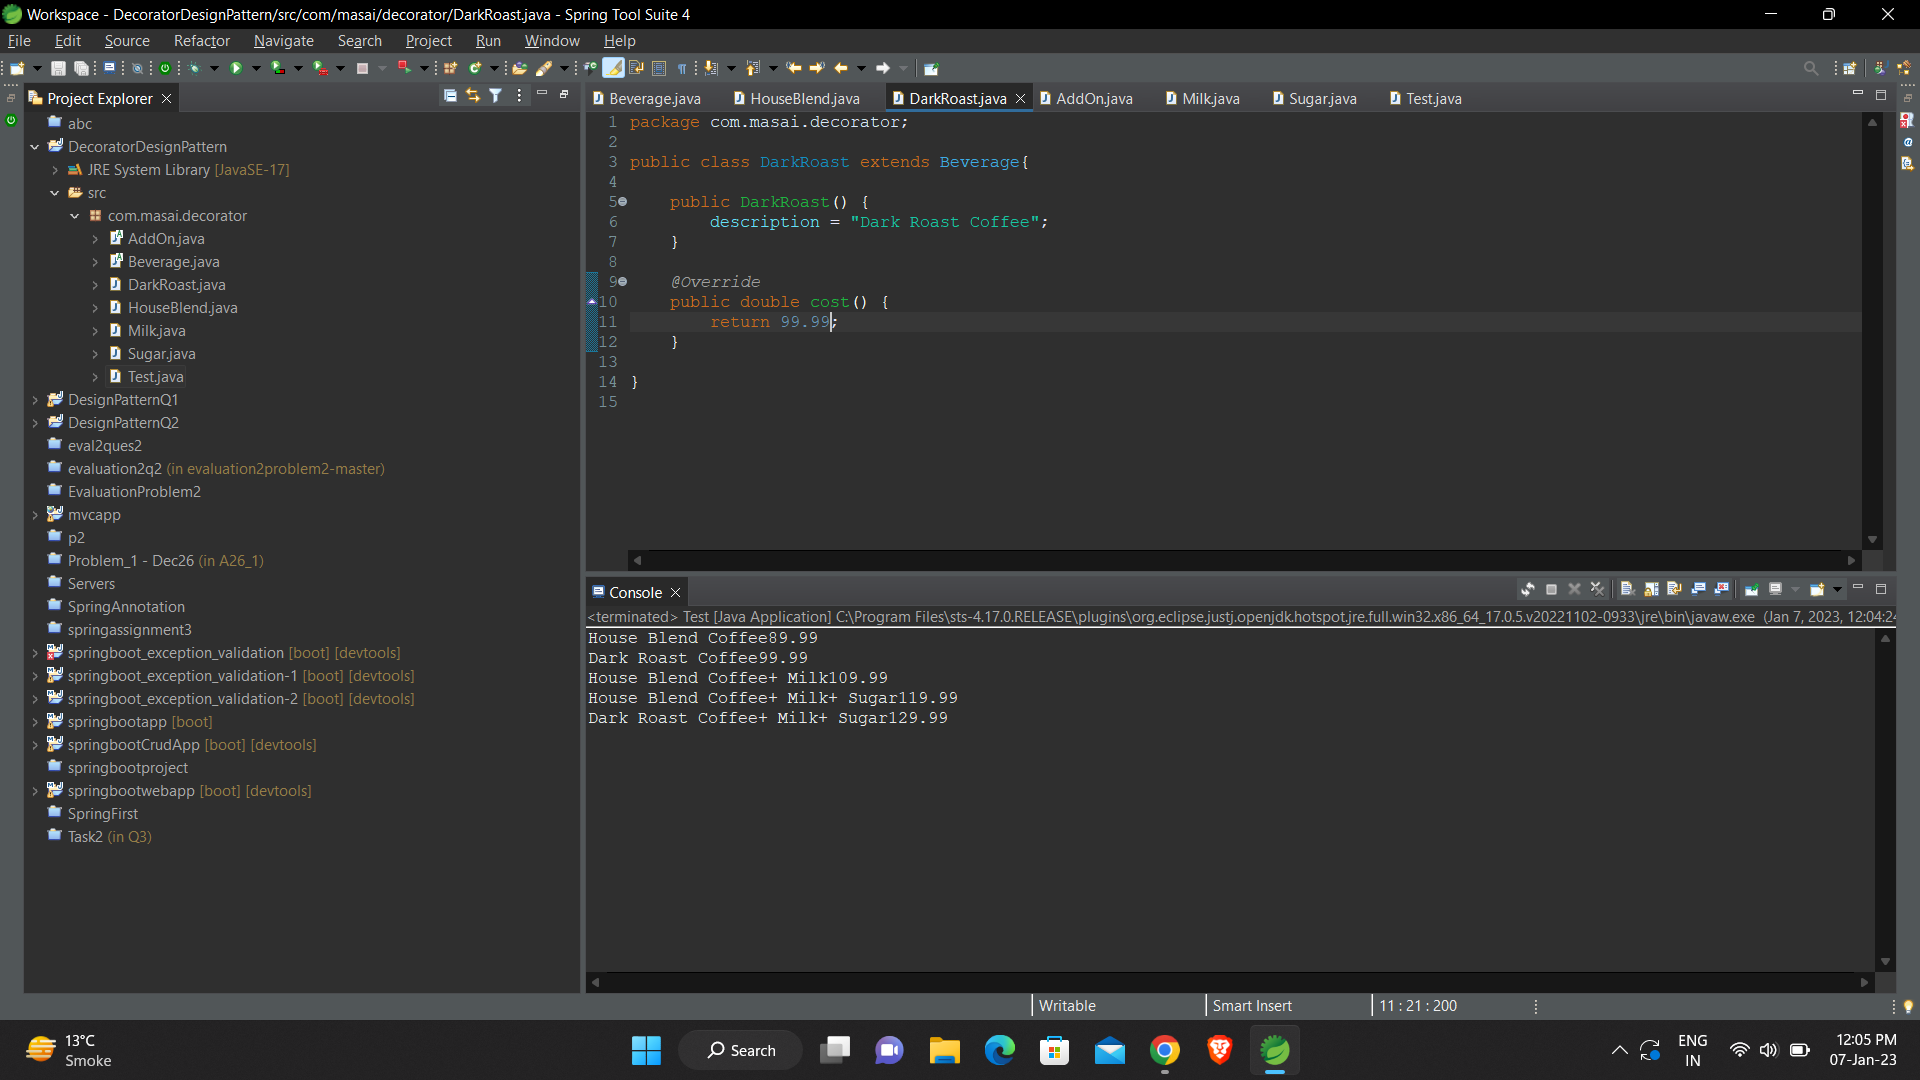 Workspace - DecoratorDesignPattern/src/com/masai/decorator/DarkRoast.java - Spring Tool Suite 4
File Edit Source Refactor Navigate Search Project Run Window Help
Project Explorer
abc
DecoratorDesignPattern
JRE System Library [JavaSE-17]
src
com.masai.decorator
AddOn.java
Beverage.java
DarkRoast.java
HouseBlend.java
Milk.java
Sugar.java
Test.java
DesignPatternQ1
DesignPatternQ2
eval2ques2
evaluation2q2 (in evaluation2problem2-master)
EvaluationProblem2
mvcapp
p2
Problem_1 - Dec26 (in A26_1)
Servers
SpringAnnotation
springassignment3
springboot_exception_validation [boot] [devtools]
springboot_exception_validation-1 [boot] [devtools]
springboot_exception_validation-2 [boot] [devtools]
springbootapp [boot]
springbootCrudApp [boot] [devtools]
springbootproject
springbootwebapp [boot] [devtools]
SpringFirst
Task2 (in Q3)
Beverage.java HouseBlend.java DarkRoast.java AddOn.java Milk.java Sugar.java Test.java
1 package com.masai.decorator;
2
3 public class DarkRoast extends Beverage{
4
5 public DarkRoast() {
6 description = "Dark Roast Coffee";
7 }
8
9 @Override
10 public double cost() {
11 return 99.99;
12 }
13
14 }
15
Console
<terminated> Test [Java Application] C:\Program Files\sts-4.17.0.RELEASE\plugins\org.eclipse.justj.openjdk.hotspot.jre.full.win32.x86_64_17.0.5.v20221102-0933\jre\bin\javaw.exe (Jan 7, 2023, 12:04:24
House Blend Coffee89.99
Dark Roast Coffee99.99
House Blend Coffee+ Milk109.99
House Blend Coffee+ Milk+ Sugar119.99
Dark Roast Coffee+ Milk+ Sugar129.99
Writable Smart Insert 11 : 21 : 200
13°C
Smoke
Search
ENG
IN
12:05 PM
07-Jan-23